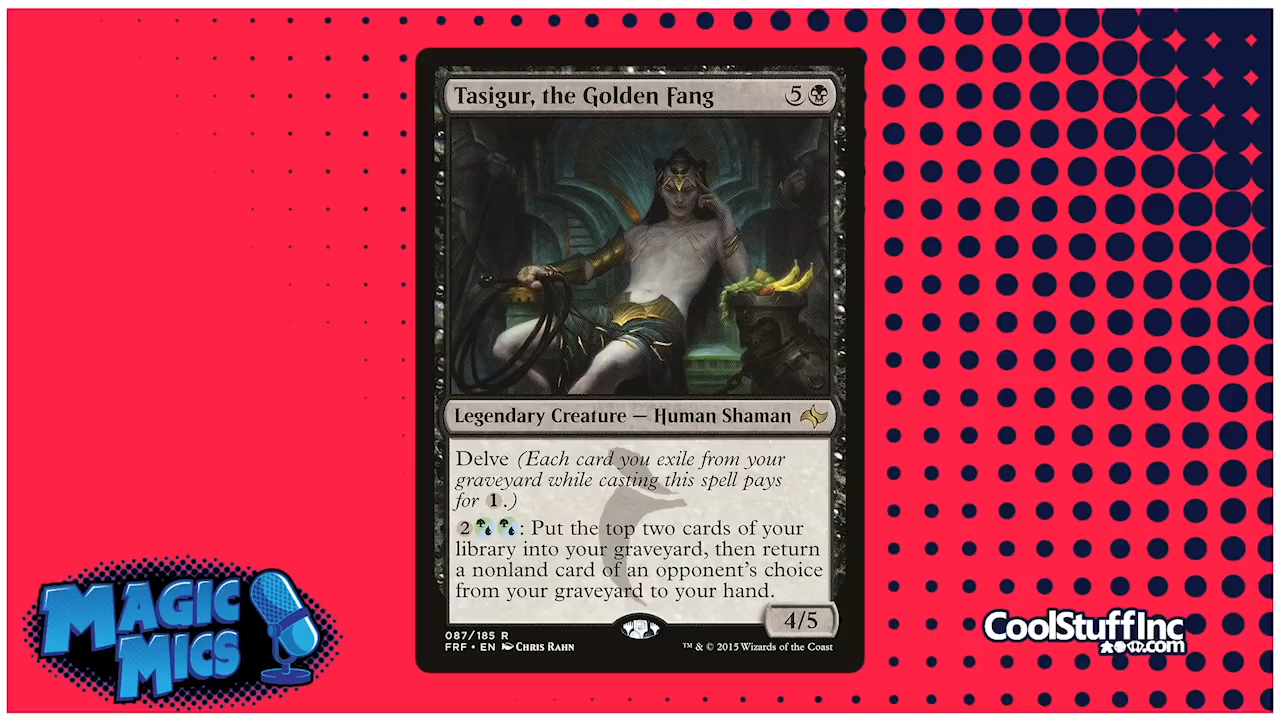 Tasigur, the Golden Fang 5
Legendary Creature — Human Shaman
Delve (Each card you exile from your
graveyard while casting this spell pays
for 1.)
2 : Put the top two cards of your
library into your graveyard, then return
a nonland card of an opponent's choice
from your graveyard to your hand.
4/5
087/185 R
FRF • EN Chris Rahn
™ & © 2015 Wizards of the Coast
MAGIC
MICS
CoolStuffInc
.com